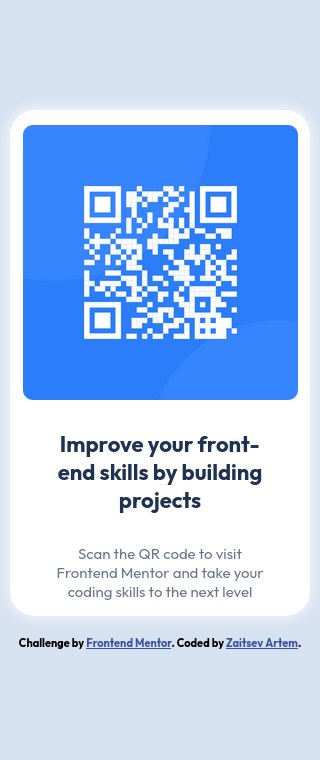 Improve your front-
end skills by building
projects
Scan the QR code to visit
Frontend Mentor and take your
coding skills to the next level
Challenge by Frontend Mentor. Coded by Zaitsev Artem.